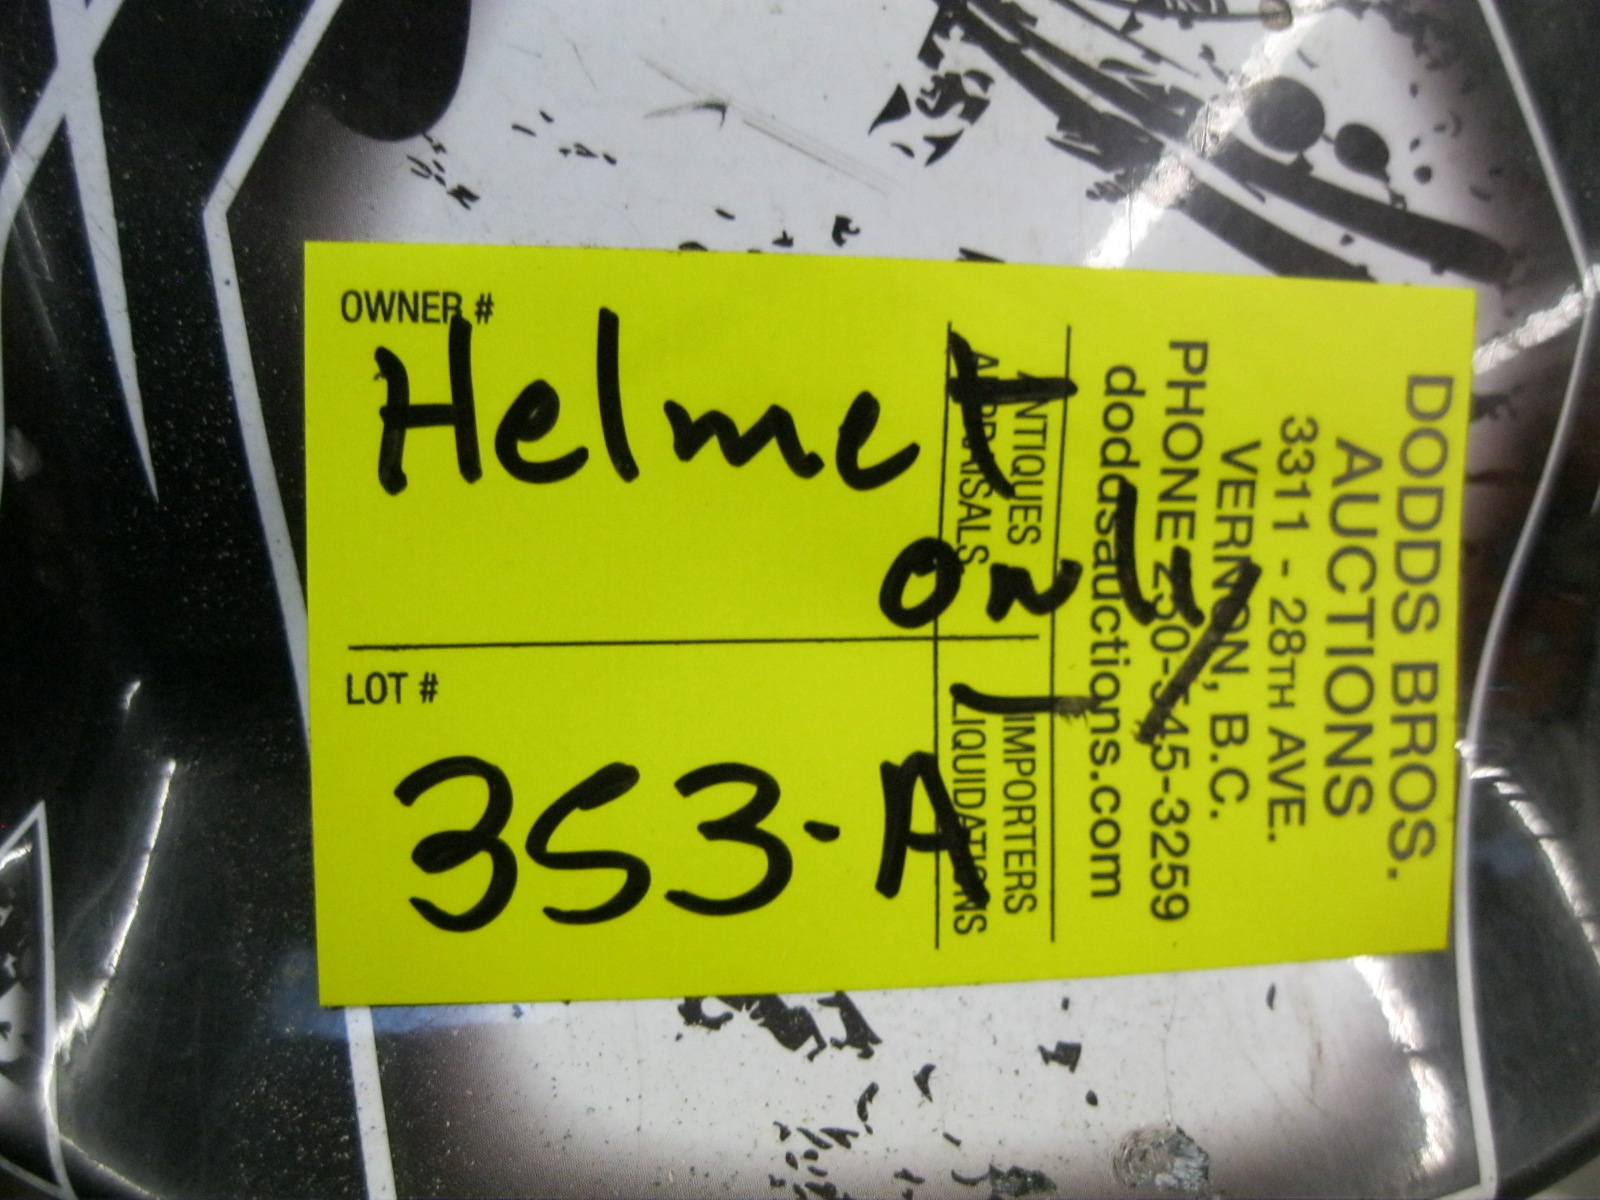 OWNER #
Helmet
only
LOT #
353-A
DODDS BROS.
AUCTIONS
3311 - 28TH AVE.
VERNON, B.C.
PHONE 250-545-3259
doddsauctions.com
ANTIQUES IMPORTERS
APPRAISALS LIQUIDATIONS